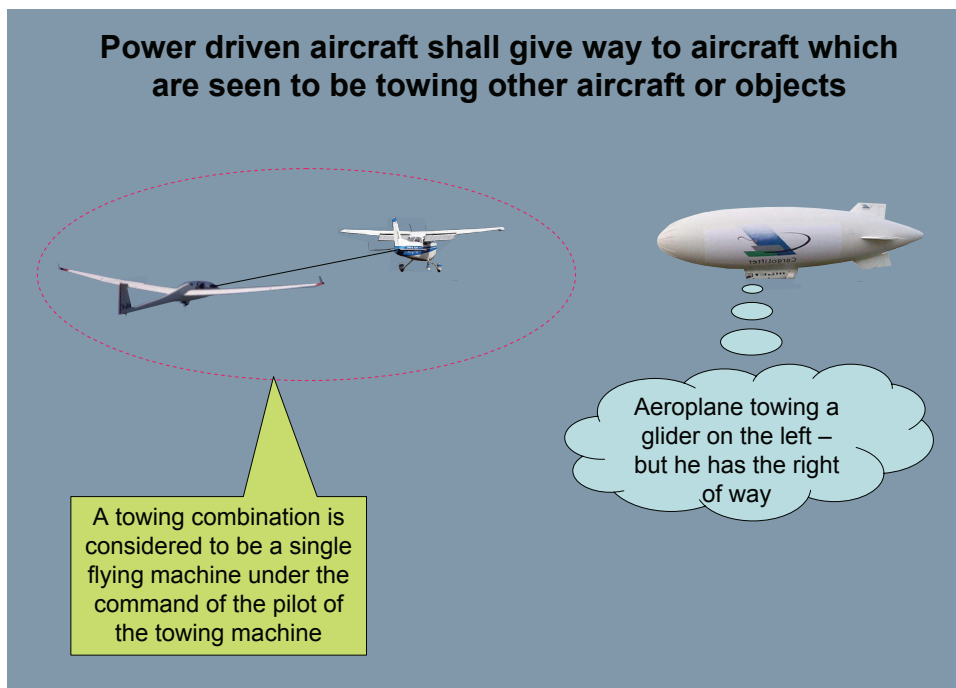 Power driven aircraft shall give way to aircraft which
are seen to be towing other aircraft or objects
CargoLifter
Aeroplane towing a
glider on the left –
but he has the right
of way
A towing combination is
considered to be a single
flying machine under the
command of the pilot of
the towing machine